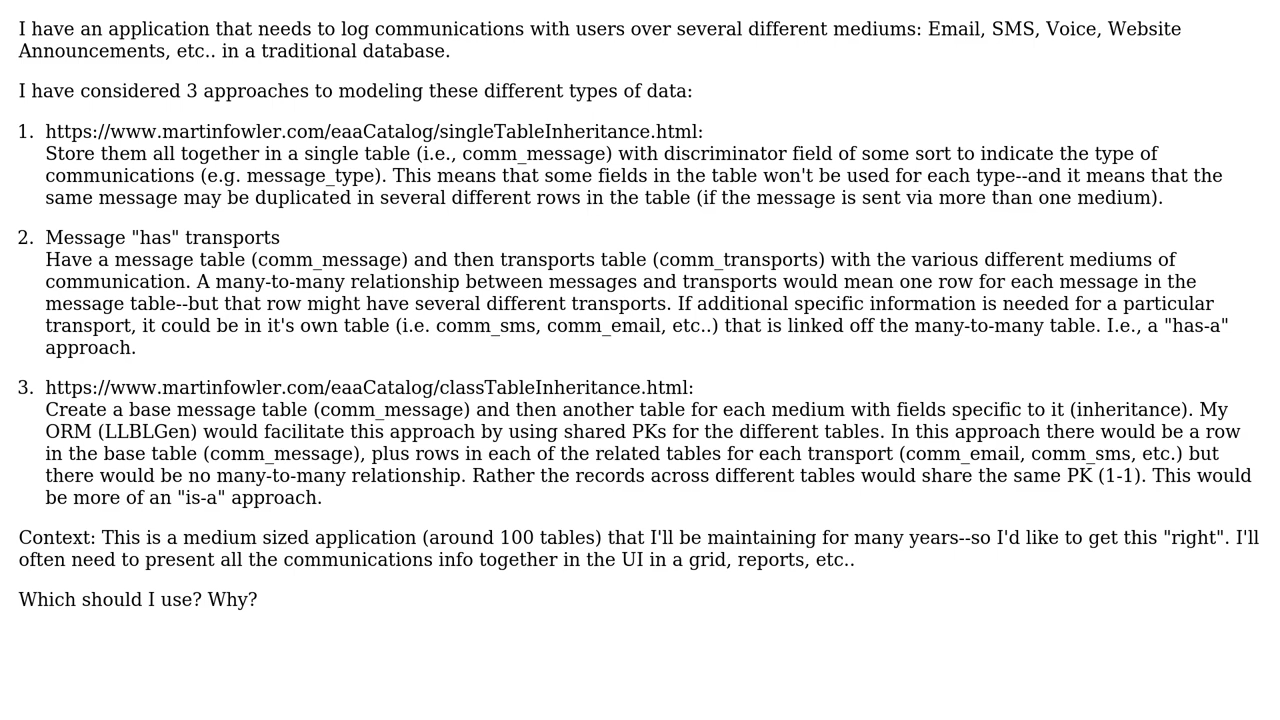 I have an application that needs to log communications with users over several different mediums: Email, SMS, Voice, Website
Announcements, etc.. in a traditional database.
I have considered 3 approaches to modeling these different types of data:
1. https://www.martinfowler.com/eaaCatalog/singleTableInheritance.html:
Store them all together in a single table (i.e., comm_message) with discriminator field of some sort to indicate the type of
communications (e.g. message_type). This means that some fields in the table won't be used for each type--and it means that the
same message may be duplicated in several different rows in the table (if the message is sent via more than one medium).
2. Message "has" transports
Have a message table (comm_message) and then transports table (comm_transports) with the various different mediums of
communication. A many-to-many relationship between messages and transports would mean one row for each message in the
message table--but that row might have several different transports. If additional specific information is needed for a particular
transport, it could be in it's own table (i.e. comm_sms, comm_email, etc..) that is linked off the many-to-many table. I.e., a "has-a"
approach.
3. https://www.martinfowler.com/eaaCatalog/classTableInheritance.html:
Create a base message table (comm_message) and then another table for each medium with fields specific to it (inheritance). My
ORM (LLBLGen) would facilitate this approach by using shared PKs for the different tables. In this approach there would be a row
in the base table (comm_message), plus rows in each of the related tables for each transport (comm_email, comm_sms, etc.) but
there would be no many-to-many relationship. Rather the records across different tables would share the same PK (1-1). This would
be more of an "is-a" approach.
Context: This is a medium sized application (around 100 tables) that I'll be maintaining for many years--so I'd like to get this "right". I'll
often need to present all the communications info together in the UI in a grid, reports, etc..
Which should I use? Why?